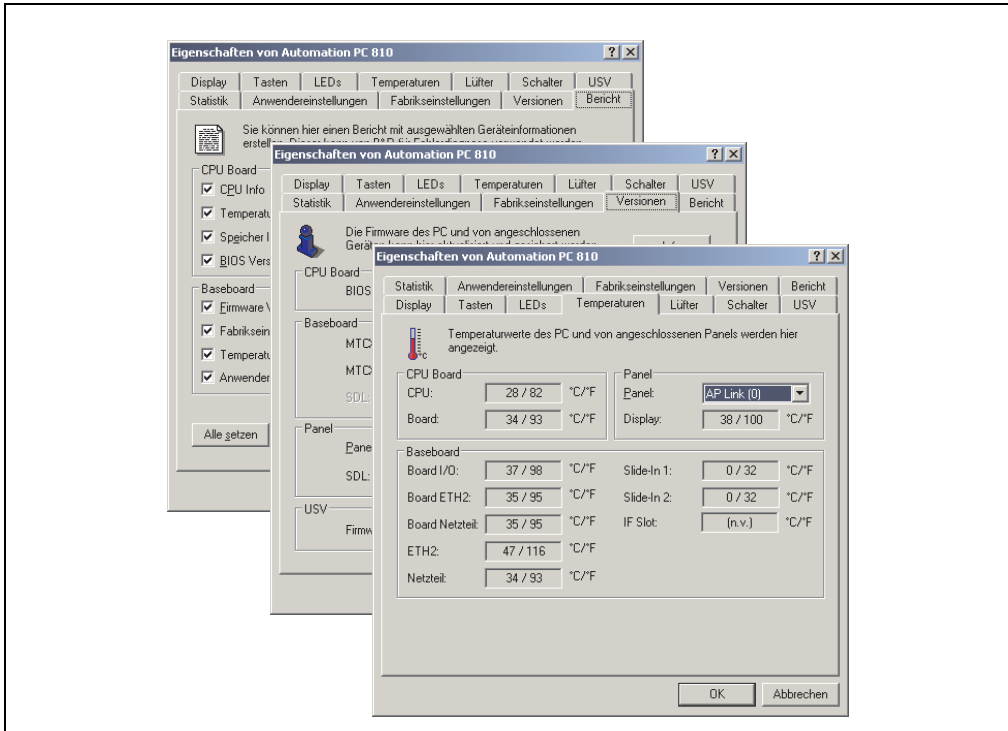 Eigenschaften von Automation PC 810
Display Tasten LEDs Temperaturen Lüfter Schalter USV
Statistik Anwendereinstellungen Fabrikseinstellungen Versionen Bericht
Sie können hier einen Bericht mit ausgewählten Geräteinformationen
CPU Board
CPU Info
Baseboard
Alle setzen
Eigenschaften von Automation PC 810
Display Tasten LEDs Temperaturen Lüfter Schalter USV
Statistik Anwendereinstellungen Fabrikseinstellungen Versionen Bericht
Die Firmware des PC und von angeschlossenen
CPU Board
BIOS
Baseboard
SDL:
Panel
SDL:
USV
Eigenschaften von Automation PC 810
Statistik Anwendereinstellungen Fabrikseinstellungen Versionen Bericht
Display Tasten LEDs Temperaturen Lüfter Schalter USV
°C
Temperaturwerte des PC und von angeschlossenen Panels werden hier
angezeigt.
CPU Board
CPU: 28 / 82 °C/°F
Board: 34 / 93 °C/°F
Panel
Panel: AP Link (0)
Display: 38 / 100 °C/°F
Baseboard
Board I/O: 37 / 98 °C/°F
Board ETH2: 35 / 95 °C/°F
Board Netzteil: 35 / 95 °C/°F
ETH2: 47 / 116 °C/°F
Netzteil: 34 / 93 °C/°F
Slide-In 1: 0 / 32 °C/°F
Slide-In 2: 0 / 32 °C/°F
IF Slot: (n.v.) °C/°F
OK Abbrechen